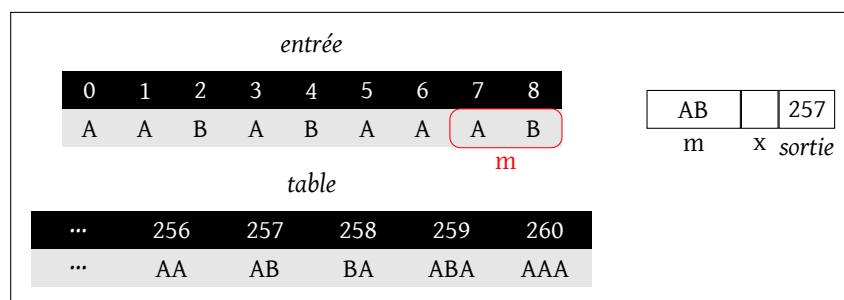 entrée
0 1 2 3 4 5 6 7 8
A A B A B A A A B
m
AB 257
m x sortie
table
... 256 257 258 259 260
... AA AB BA ABA AAA